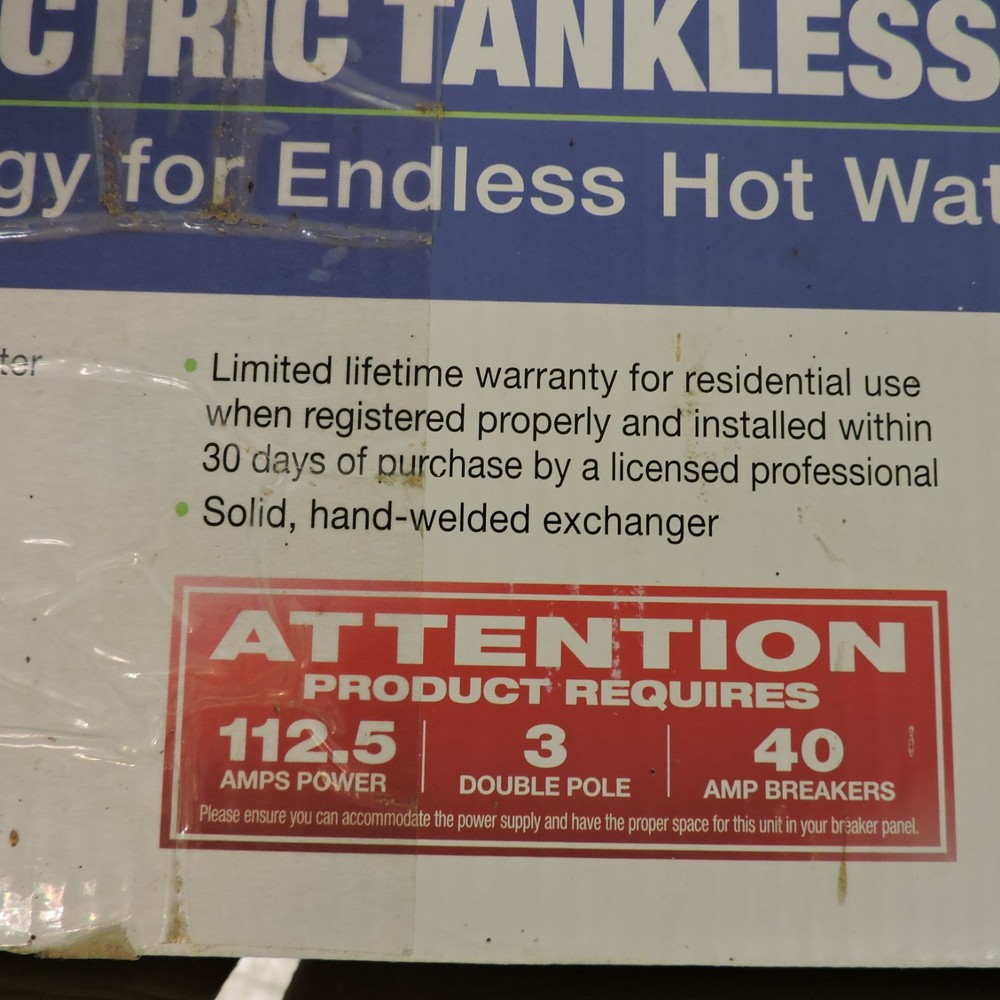 CTRIC TANKLESS
gy for Endless Hot Wat
ter
• Limited lifetime warranty for residential use
when registered properly and installed within
30 days of purchase by a licensed professional
• Solid, hand-welded exchanger
ATTENTION
PRODUCT REQUIRES
112.5
AMPS POWER
3
DOUBLE POLE
40
AMP BREAKERS
Please ensure you can accommodate the power supply and have the proper space for this unit in your breaker panel.